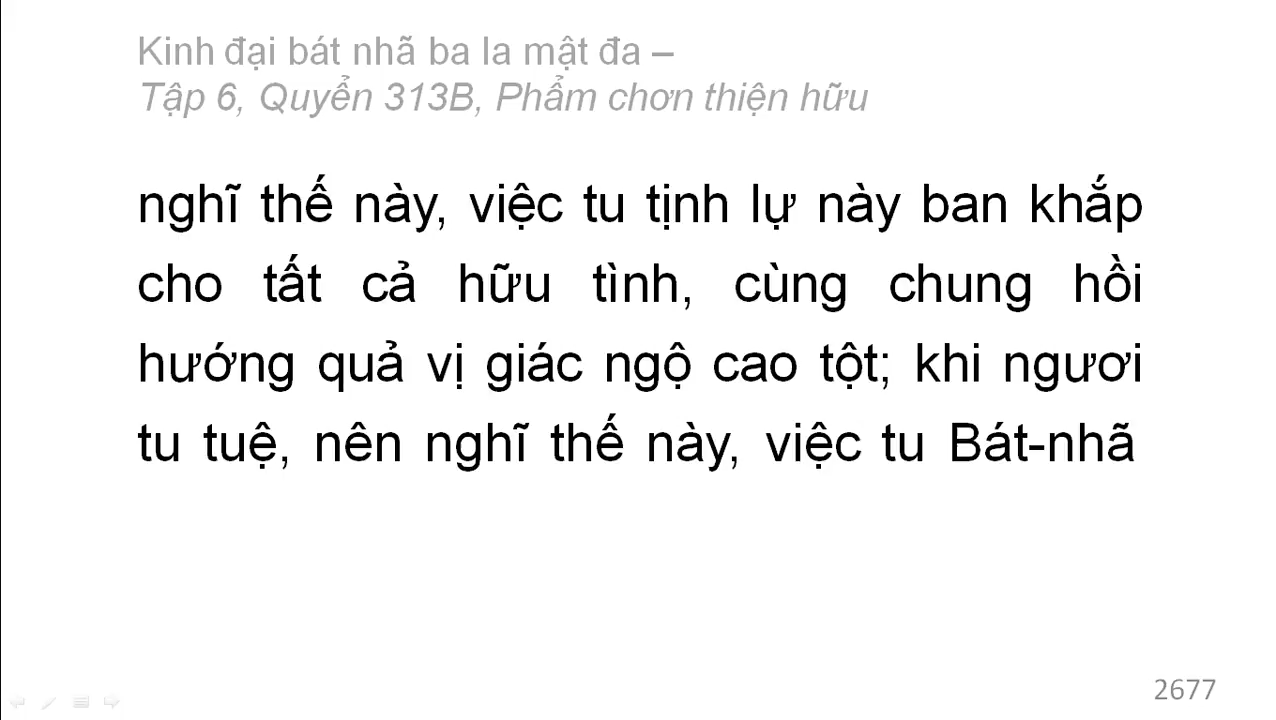 Kinh đại bát nhã ba la mật đa –
Tập 6, Quyển 313B, Phẩm chơn thiện hữu
nghĩ thế này, việc tu tịnh lự này ban khắp
cho tất cả hữu tình, cùng chung hồi
hướng quả vị giác ngộ cao tột; khi ngươi
tu tuệ, nên nghĩ thế này, việc tu Bát-nhã
2677